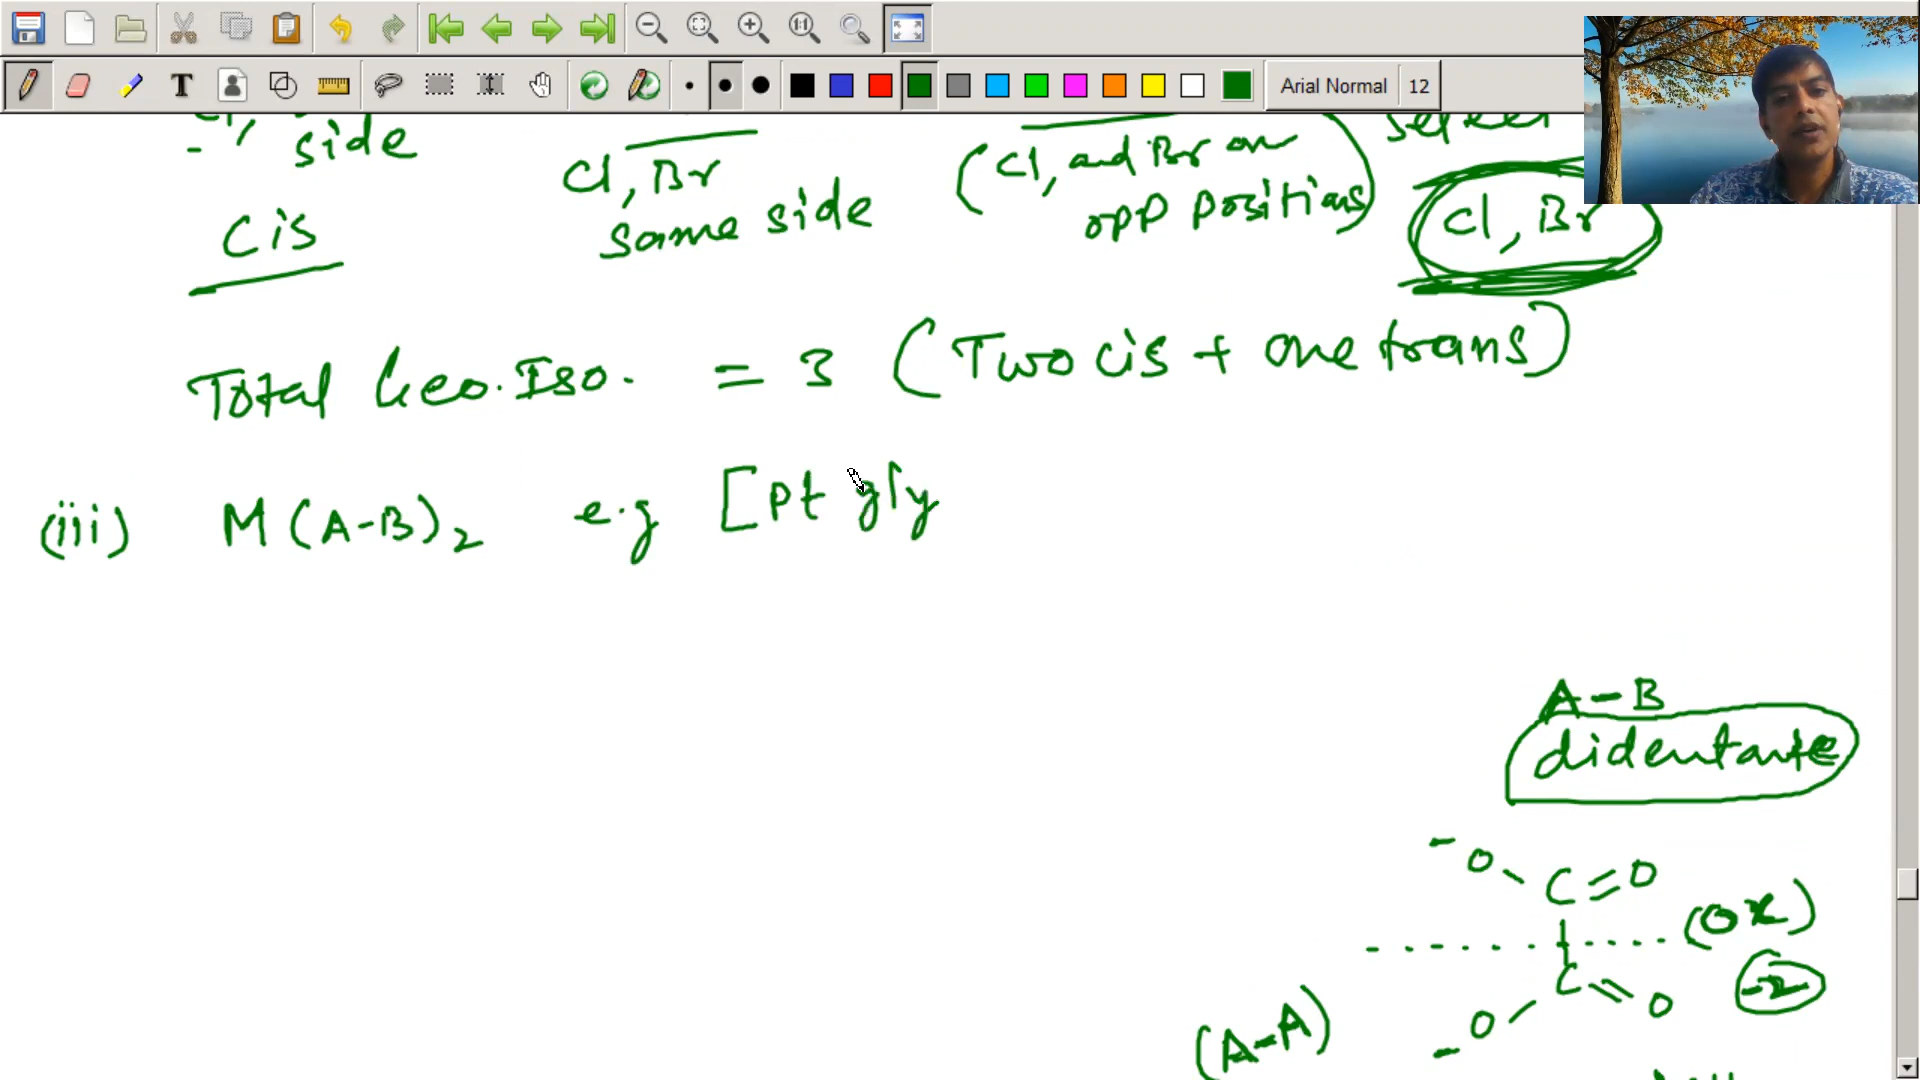 Arial Normal 12
side
Cis
Cl, Br
same side
(Cl, and Br on
opp positions)
Cl, Br
Total Geo. Iso. = 3 (Two cis + one trans)
(iii) M(A-B)2 e.g [Pt gly
A-B
didentante
- O - C = O
(ox)
C = O
-2
- O
(A-A)